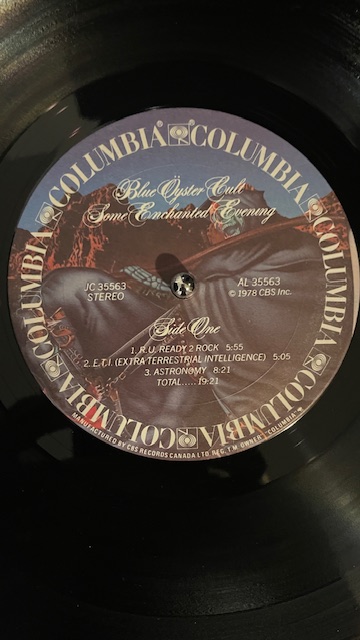 COLUMBIA COLUMBIA COLUMBIA COLUMBIA COLUMBIA COLUMBIA
Blue Öyster Cult
Some Enchanted Evening
JC 35563
STEREO
AL 35563
℗ 1978 CBS Inc.
Side One
1. R.U. READY 2 ROCK 5:55
2. E.T.I. (EXTRA TERRESTRIAL INTELLIGENCE) 5:05
3. ASTRONOMY 8:21
TOTAL.....19:21
MANUFACTURED BY CBS RECORDS CANADA LTD. REG. T.M. OWNER "COLUMBIA"